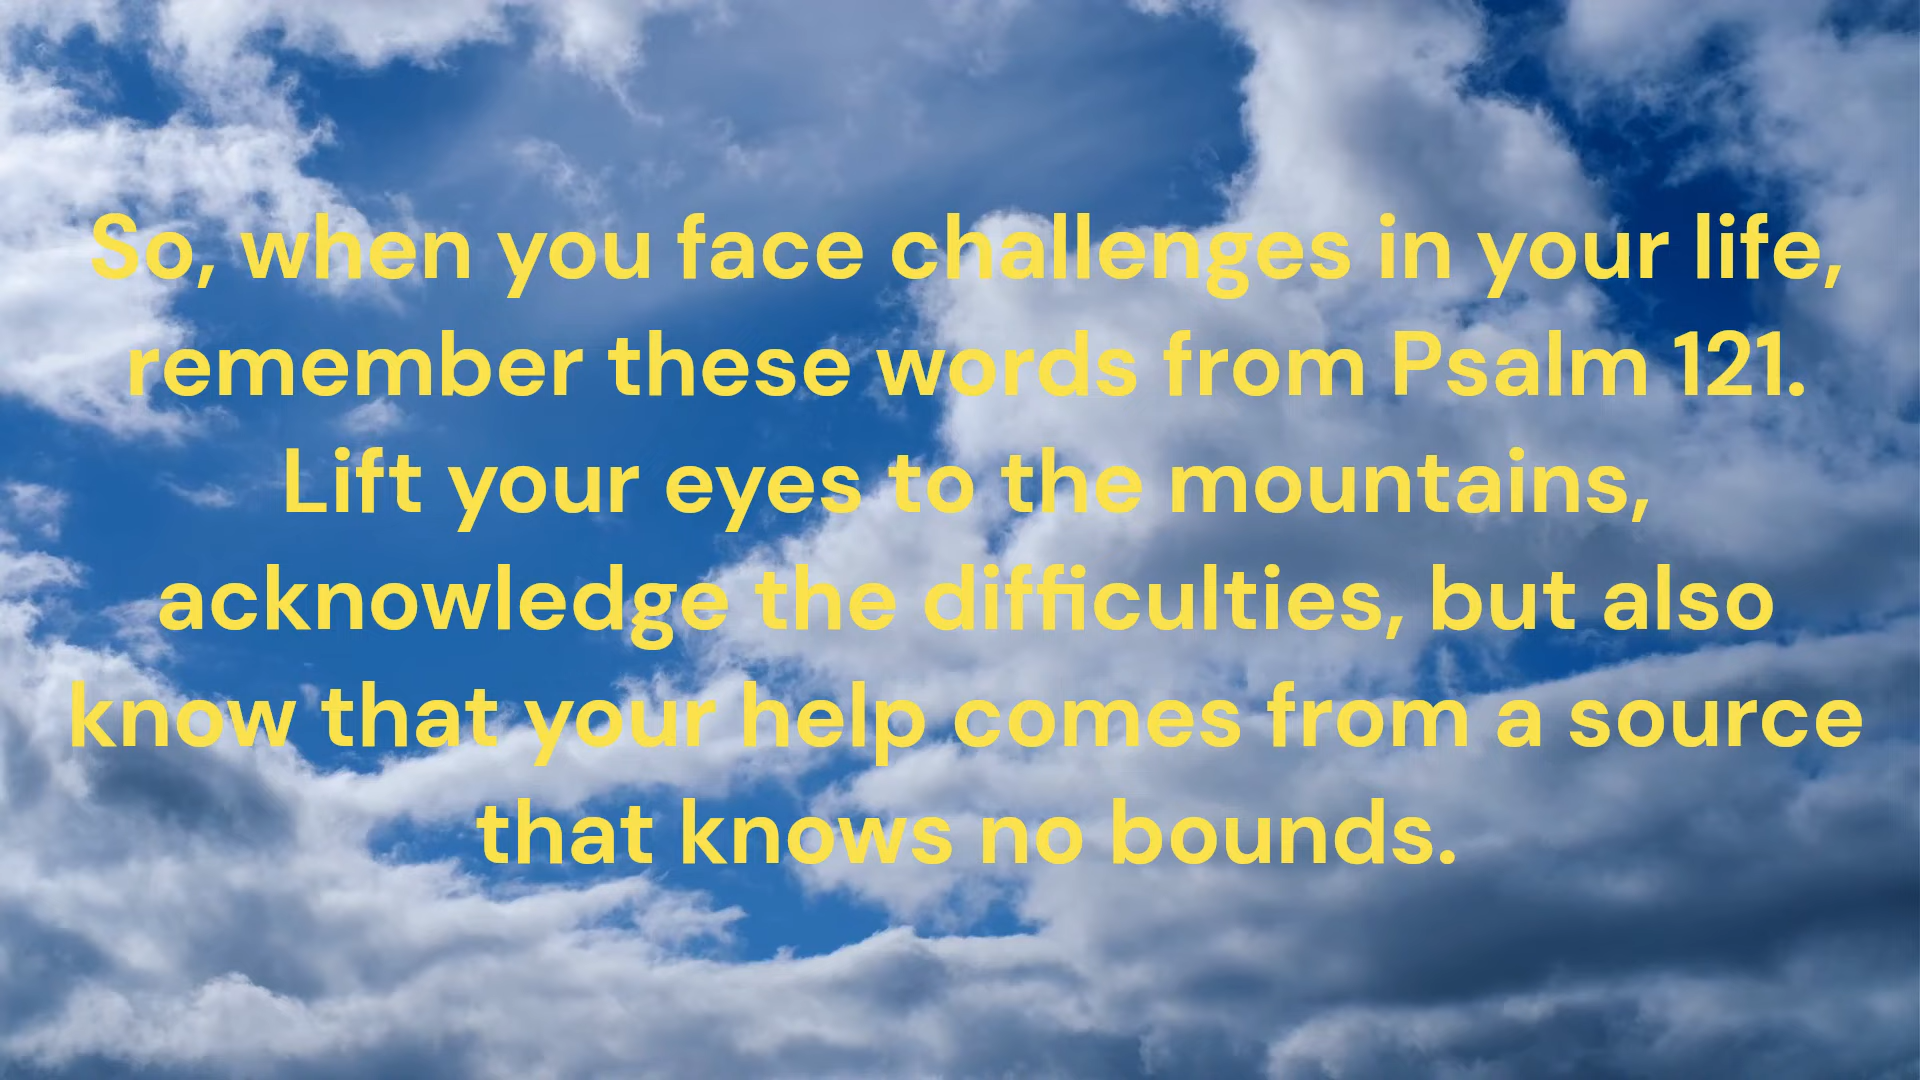 So, when you face challenges in your life,
remember these words from Psalm 121.
Lift your eyes to the mountains,
acknowledge the difficulties, but also
know that your help comes from a source
that knows no bounds.